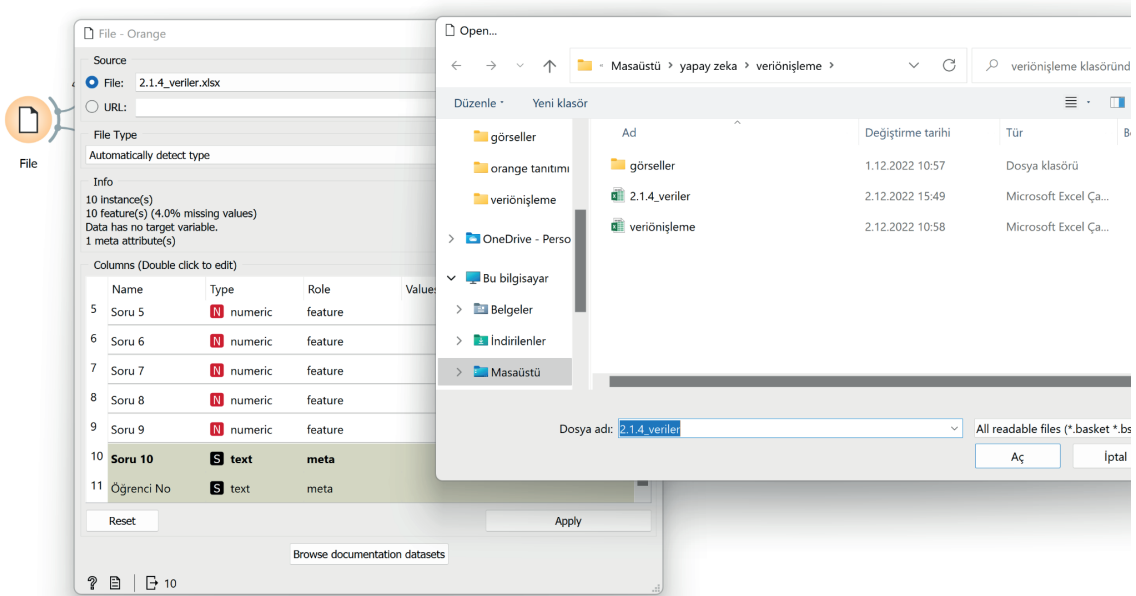 File
File - Orange
Source
File: 2.1.4_veriler.xlsx
URL:
File Type
Automatically detect type
Info
10 instance(s)
10 feature(s) (4.0% missing values)
Data has no target variable.
1 meta attribute(s)
Columns (Double click to edit)
Name Type Role Values
5 Soru 5 N numeric feature
6 Soru 6 N numeric feature
7 Soru 7 N numeric feature
8 Soru 8 N numeric feature
9 Soru 9 N numeric feature
10 Soru 10 S text meta
11 Öğrenci No S text meta
Reset Apply
Browse documentation datasets
? 10
Open...
« Masaüstü > yapay zeka > veriönişleme >
veriönişleme klasöründ
Düzenle Yeni klasör
görseller
orange tanıtımı
veriönişleme
OneDrive - Perso
Bu bilgisayar
Belgeler
İndirilenler
Masaüstü
Ad Değiştirme tarihi Tür
görseller 1.12.2022 10:57 Dosya klasörü
2.1.4_veriler 2.12.2022 15:49 Microsoft Excel Ça...
veriönişleme 2.12.2022 10:58 Microsoft Excel Ça...
Dosya adı: 2.1.4_veriler All readable files (*.basket *.bs
Aç İptal